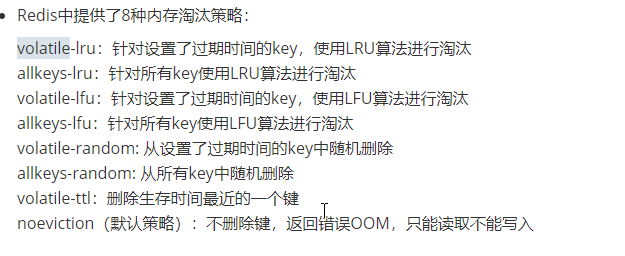 Redis中提供了8种内存淘汰策略：
volatile-lru：针对设置了过期时间的key，使用LRU算法进行淘汰
allkeys-lru：针对所有key使用LRU算法进行淘汰
volatile-lfu：针对设置了过期时间的key，使用LFU算法进行淘汰
allkeys-lfu：针对所有key使用LFU算法进行淘汰
volatile-random: 从设置了过期时间的key中随机删除
allkeys-random: 从所有key中随机删除
volatile-ttl：删除生存时间最近的一个键
noeviction（默认策略）：不删除键，返回错误OOM，只能读取不能写入